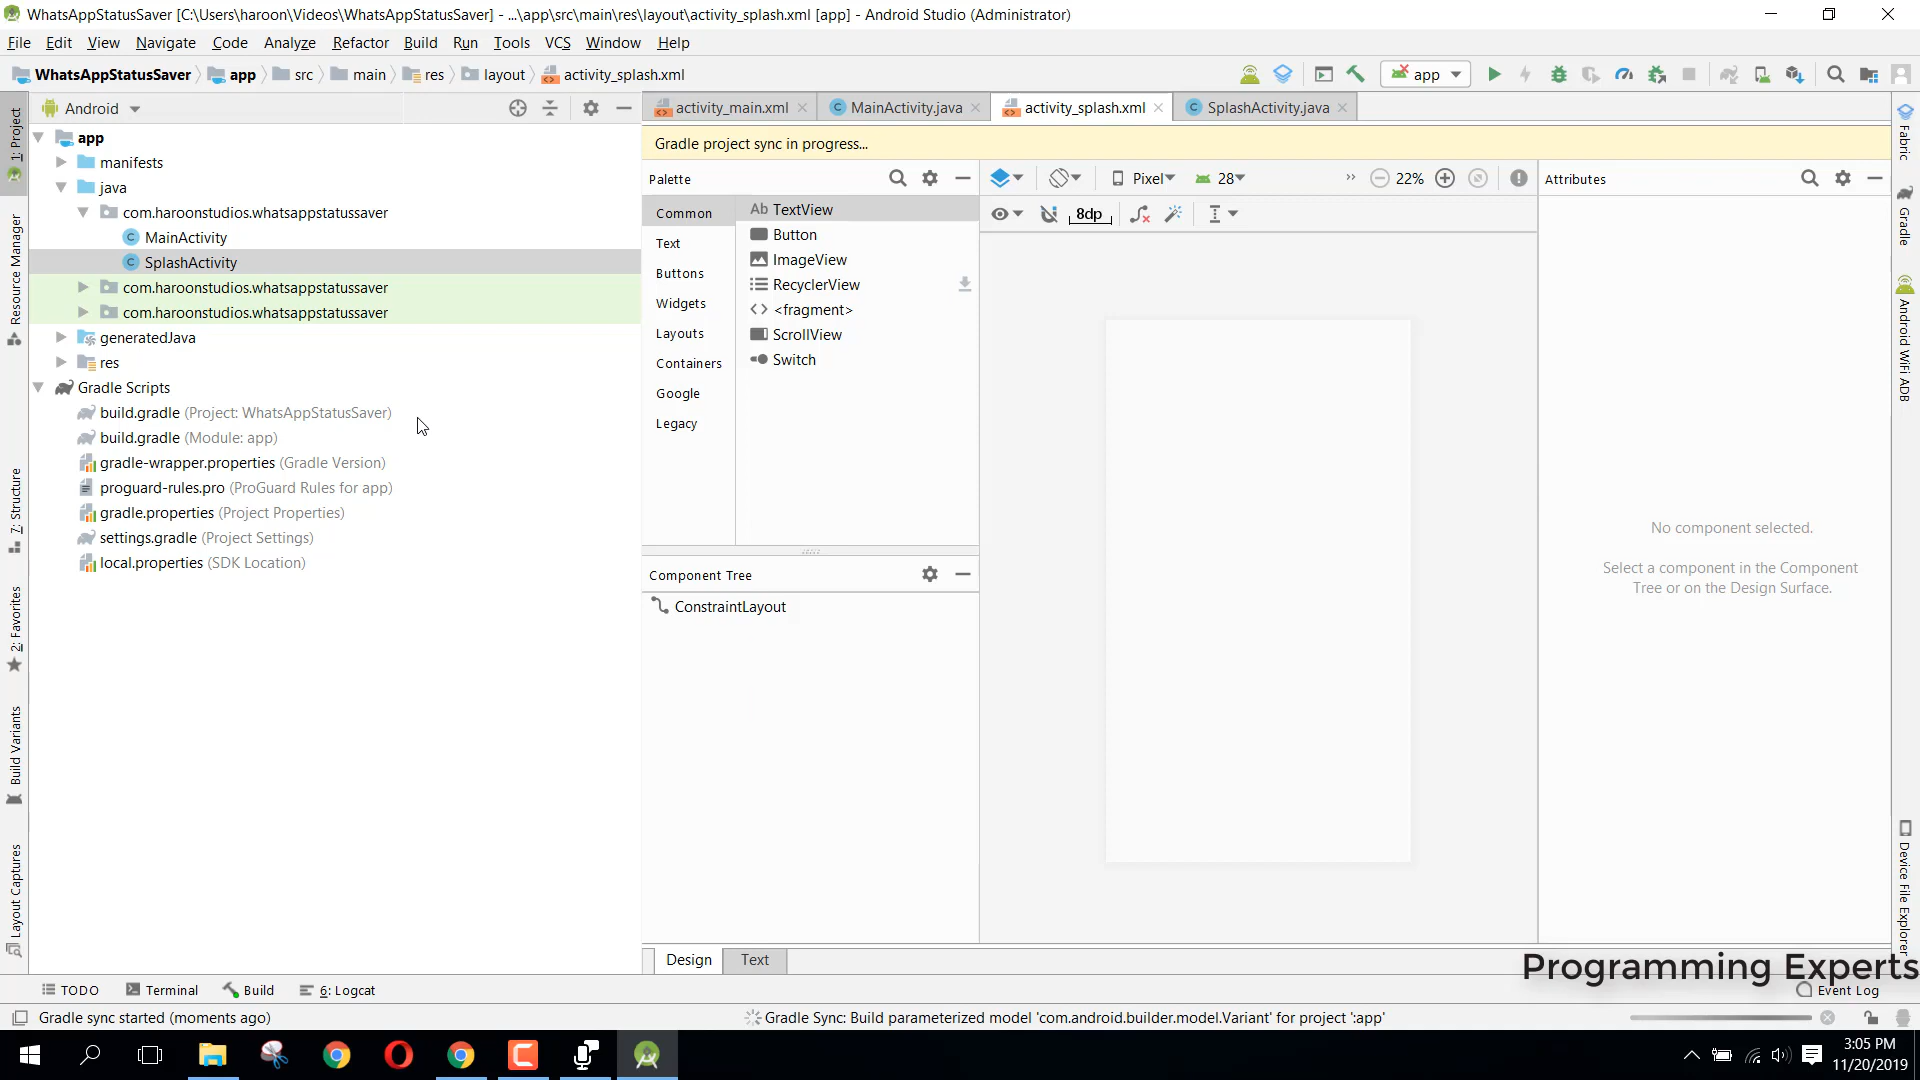 WhatsAppStatusSaver [C:\Users\haroon\Videos\WhatsAppStatusSaver] - ...\app\src\main\res\layout\activity_splash.xml [app] - Android Studio (Administrator)
File Edit View Navigate Code Analyze Refactor Build Run Tools VCS Window Help
WhatsAppStatusSaver app src main res layout activity_splash.xml
app
Android
activity_main.xml MainActivity.java activity_splash.xml SplashActivity.java
Gradle project sync in progress...
1: Project
Resource Manager
7: Structure
2: Favorites
Build Variants
Layout Captures
app
manifests
java
com.haroonstudios.whatsappstatussaver
MainActivity
SplashActivity
com.haroonstudios.whatsappstatussaver
com.haroonstudios.whatsappstatussaver
generatedJava
res
Gradle Scripts
build.gradle (Project: WhatsAppStatusSaver)
build.gradle (Module: app)
gradle-wrapper.properties (Gradle Version)
proguard-rules.pro (ProGuard Rules for app)
gradle.properties (Project Properties)
settings.gradle (Project Settings)
local.properties (SDK Location)
Palette
Common
Text
Buttons
Widgets
Layouts
Containers
Google
Legacy
Ab TextView
Button
ImageView
RecyclerView
<fragment>
ScrollView
Switch
Component Tree
ConstraintLayout
Pixel 28 22%
8dp
Attributes
No component selected.
Select a component in the Component
Tree or on the Design Surface.
Fabric
Gradle
Android WiFi ADB
Device File Explorer
Design Text
Programming Experts
TODO Terminal Build 6: Logcat Event Log
Gradle sync started (moments ago) Gradle Sync: Build parameterized model 'com.android.builder.model.Variant' for project ':app'
3:05 PM
11/20/2019